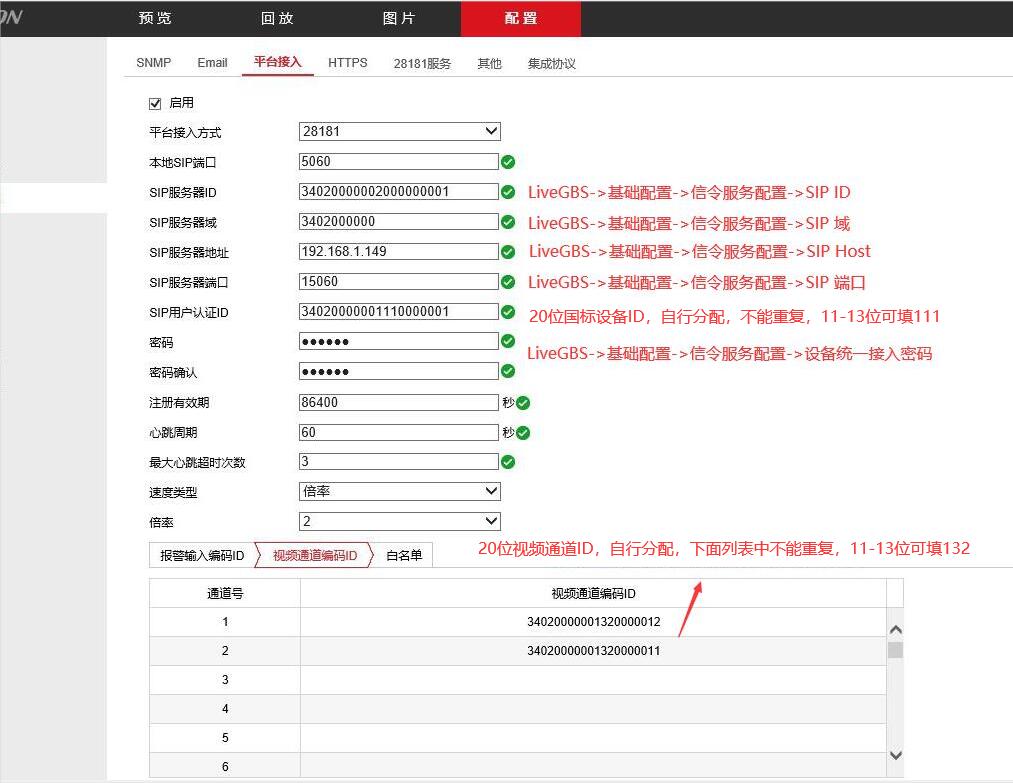 ON
预览 回放 图片 配置
SNMP Email 平台接入 HTTPS 28181服务 其他 集成协议
启用
平台接入方式 28181
本地SIP端口 5060
SIP服务器ID 34020000002000000001 LiveGBS->基础配置->信令服务配置->SIP ID
SIP服务器域 3402000000 LiveGBS->基础配置->信令服务配置->SIP 域
SIP服务器地址 192.168.1.149 LiveGBS->基础配置->信令服务配置->SIP Host
SIP服务器端口 15060 LiveGBS->基础配置->信令服务配置->SIP 端口
SIP用户认证ID 34020000001110000001 20位国标设备ID，自行分配，不能重复，11-13位可填111
密码 ●●●●●● LiveGBS->基础配置->信令服务配置->设备统一接入密码
密码确认 ●●●●●●
注册有效期 86400 秒
心跳周期 60 秒
最大心跳超时次数 3
速度类型 倍率
倍率 2
报警输入编码ID 视频通道编码ID 白名单 20位视频通道ID，自行分配，下面列表中不能重复，11-13位可填132
通道号 视频通道编码ID
1 34020000001320000012
2 34020000001320000011
3
4
5
6